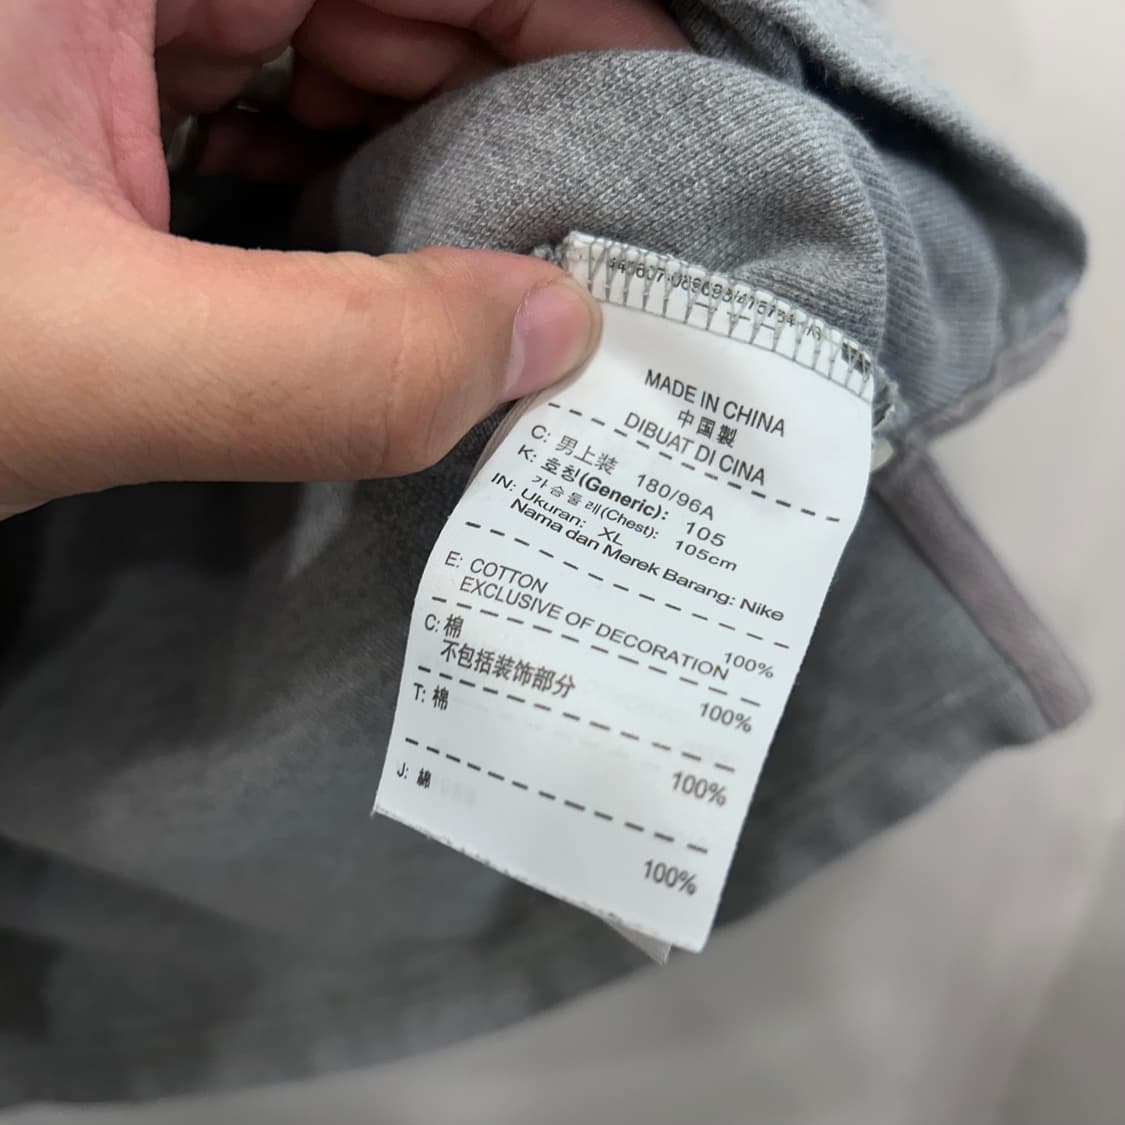 MADE IN CHINA
中国製
DIBUAT DI CINA
C: 男上装 180/96A
K: 호칭(Generic): 105
가슴둘레(Chest): 105cm
IN: Ukuran: XL
Nama dan Merek Barang: Nike
E: COTTON 100%
EXCLUSIVE OF DECORATION
C: 棉 100%
不包括装饰部分
T: 棉 100%
J: 綿 100%